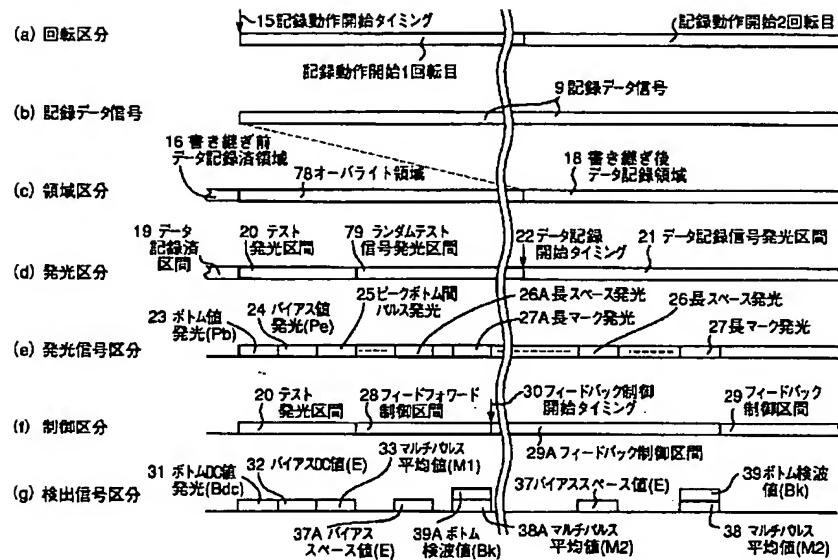 15記録動作開始タイミング
(a) 回転区分
記録動作開始1回転目
記録動作開始2回転目
(b) 記録データ信号
9 記録データ信号
16 書き継ぎ前
データ記録済領域
78オーバライト領域
18 書き継ぎ後
データ記録領域
(c) 領域区分
19 データ
記録済
区間
20 テスト
発光区間
79 ランダムテスト
信号発光区間
22データ記録
開始タイミング
21 データ記録信号発光区間
(d) 発光区分
23 ボトム値
発光(Pb)
24 バイアス値
発光(Pe)
25ピークボトム間
パルス発光
26A長スペース発光
27A長マーク発光
26長スペース発光
27長マーク発光
(e) 発光信号区分
20 テスト
発光区間
28フィードフォワード
制御区間
30フィードバック制御
開始タイミング
29フィードバック
制御区間
(f) 制御区分
29Aフィードバック制御区間
31 ボトムDC値
発光(Bdc)
32 バイアスDC値(E)
33 マルチパルス
平均値(M1)
37バイアススペース値(E)
39ボトム検波
値(Bk)
(g) 検出信号区分
37A バイアス
スペース値(E)
39Aボトム
検波値(Bk)
38A マルチパルス
平均値(M2)
38 マルチパルス
平均値(M2)